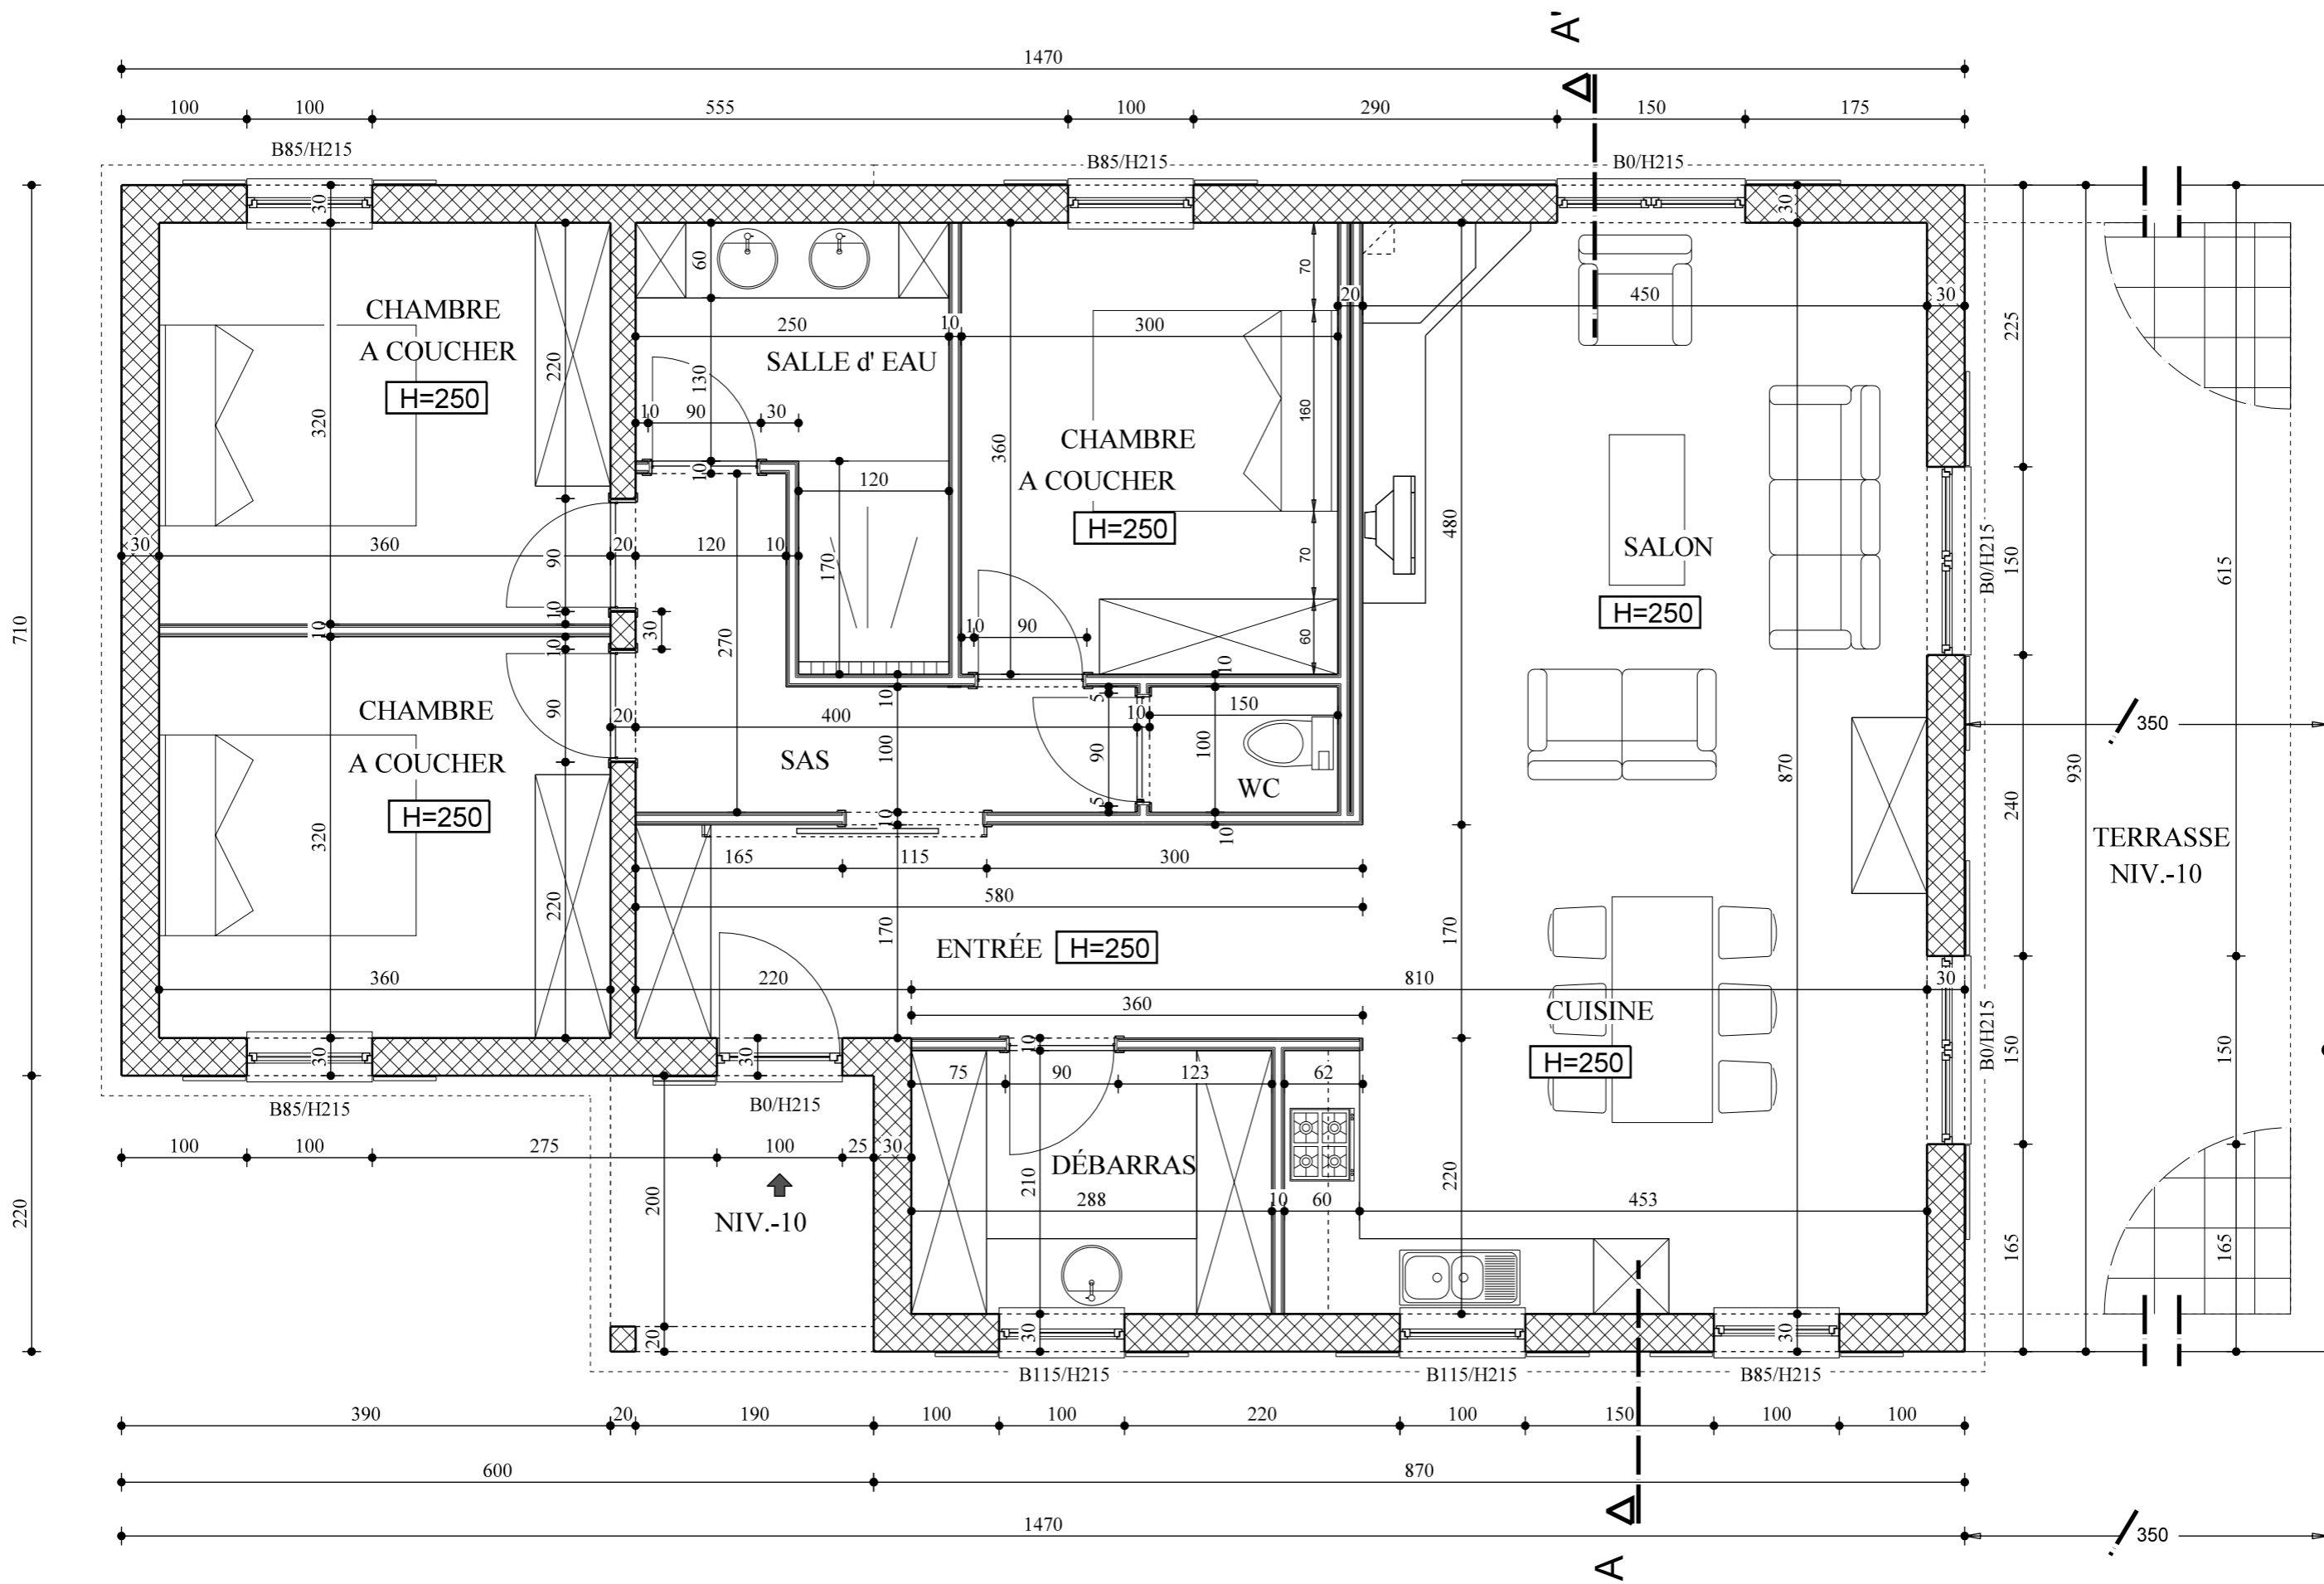 A'
1470
100 100 555 100 290 150 175
B85/H215 B85/H215 B0/H215
30 30
60 70
20 450 30
250 10 300
CHAMBRE
A COUCHER
H=250
SALLE d' EAU
220 130
10 90 30
320 10
360 160
CHAMBRE
A COUCHER
H=250
120
480
225
30 360 20 120 10
90 170 70
SALON
H=250
150
B0/H215
615
710
10 10 10 30
270
10 90 60
10
CHAMBRE
A COUCHER
H=250
90
20 400 10 150
10 5
100 90 100
SAS
WC
5
10 10
350
870 930
240
TERRASSE
NIV.-10
320 220
165 115 300
580
170 170
ENTRÉE H=250
360 220 810 30
360
CUISINE
H=250
30 30 10
150 150
B0/H215
75 90 123 62
B85/H215 B0/H215
100 100 275 100 25 30
DÉBARRAS
210 220
288 10 60 453
220 200
NIV.-10
165 165
20 30 30
B115/H215 B115/H215 B85/H215
390 20 190 100 100 220 100 150 100 100
600 870
1470 350
A